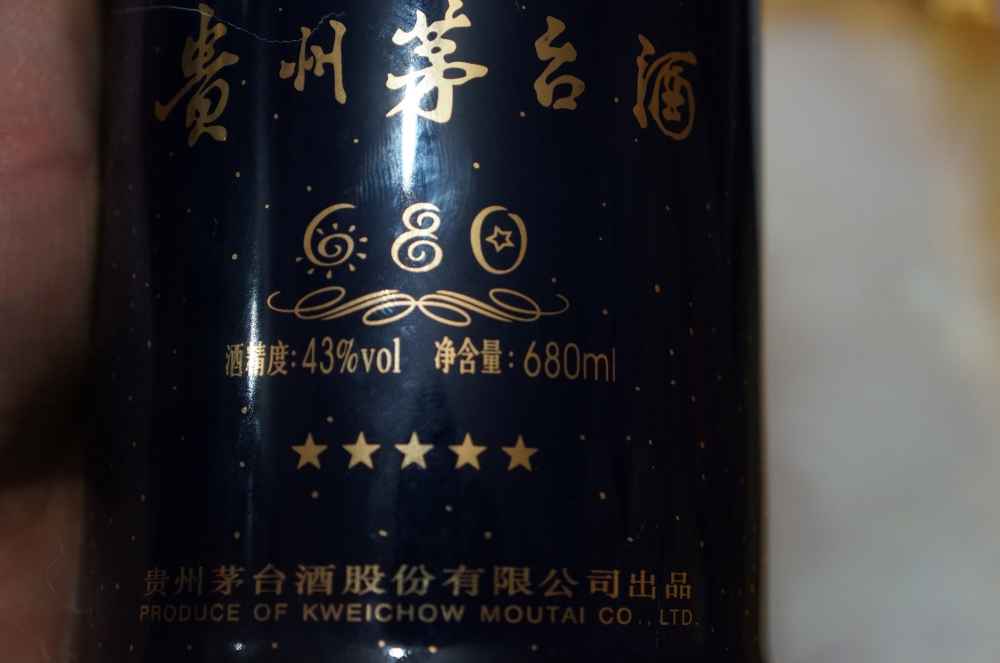 贵州茅台酒
680
酒精度:43%vol 净含量:680ml
贵州茅台酒股份有限公司出品
PRODUCE OF KWEICHOW MOUTAI CO., LTD.